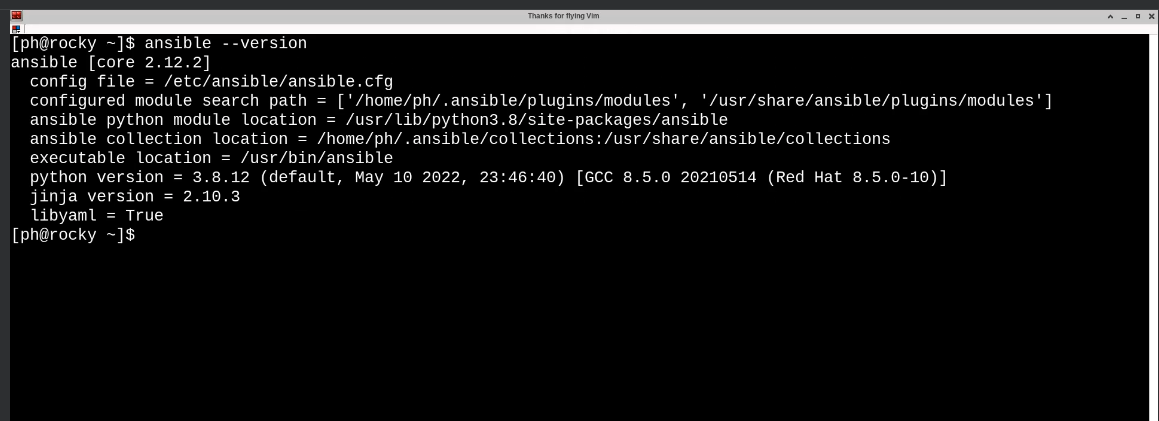 Thanks for flying Vim
[ph@rocky ~]$ ansible --version
ansible [core 2.12.2]
  config file = /etc/ansible/ansible.cfg
  configured module search path = ['/home/ph/.ansible/plugins/modules', '/usr/share/ansible/plugins/modules']
  ansible python module location = /usr/lib/python3.8/site-packages/ansible
  ansible collection location = /home/ph/.ansible/collections:/usr/share/ansible/collections
  executable location = /usr/bin/ansible
  python version = 3.8.12 (default, May 10 2022, 23:46:40) [GCC 8.5.0 20210514 (Red Hat 8.5.0-10)]
  jinja version = 2.10.3
  libyaml = True
[ph@rocky ~]$